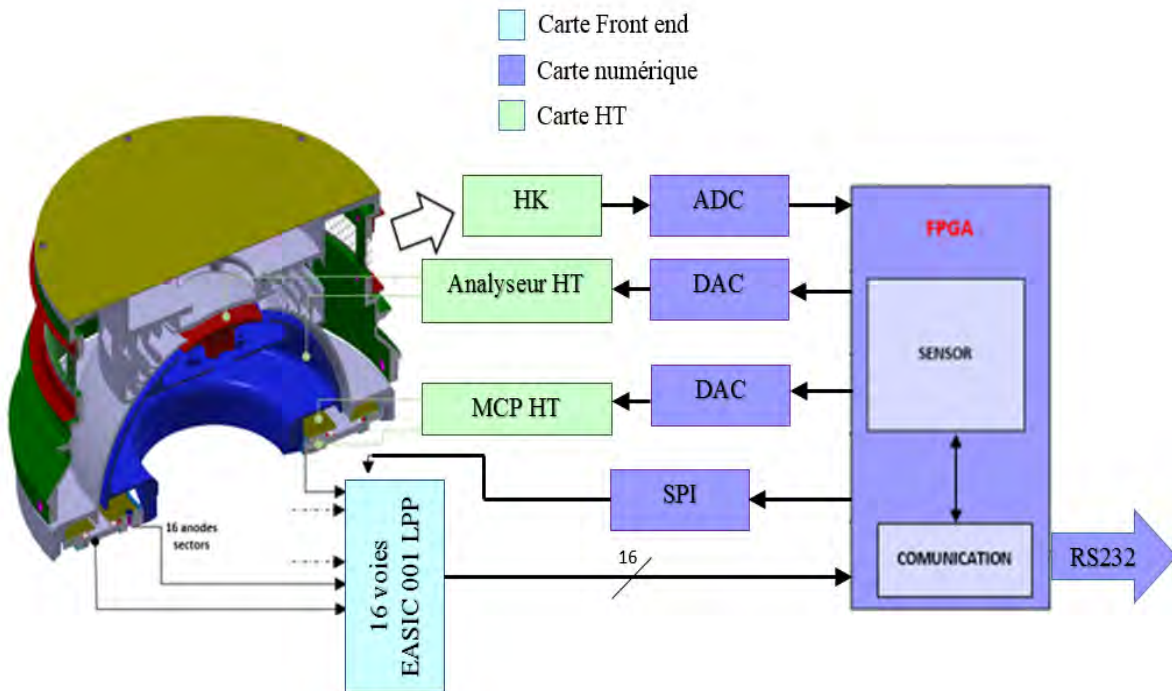 Carte Front end
Carte numérique
Carte HT
HK
ADC
FPGA
Analyseur HT
DAC
SENSOR
MCP HT
DAC
SPI
16 anodes
sectors
16 voies
EASIC 001 LPP
16
COMUNICATION
RS232